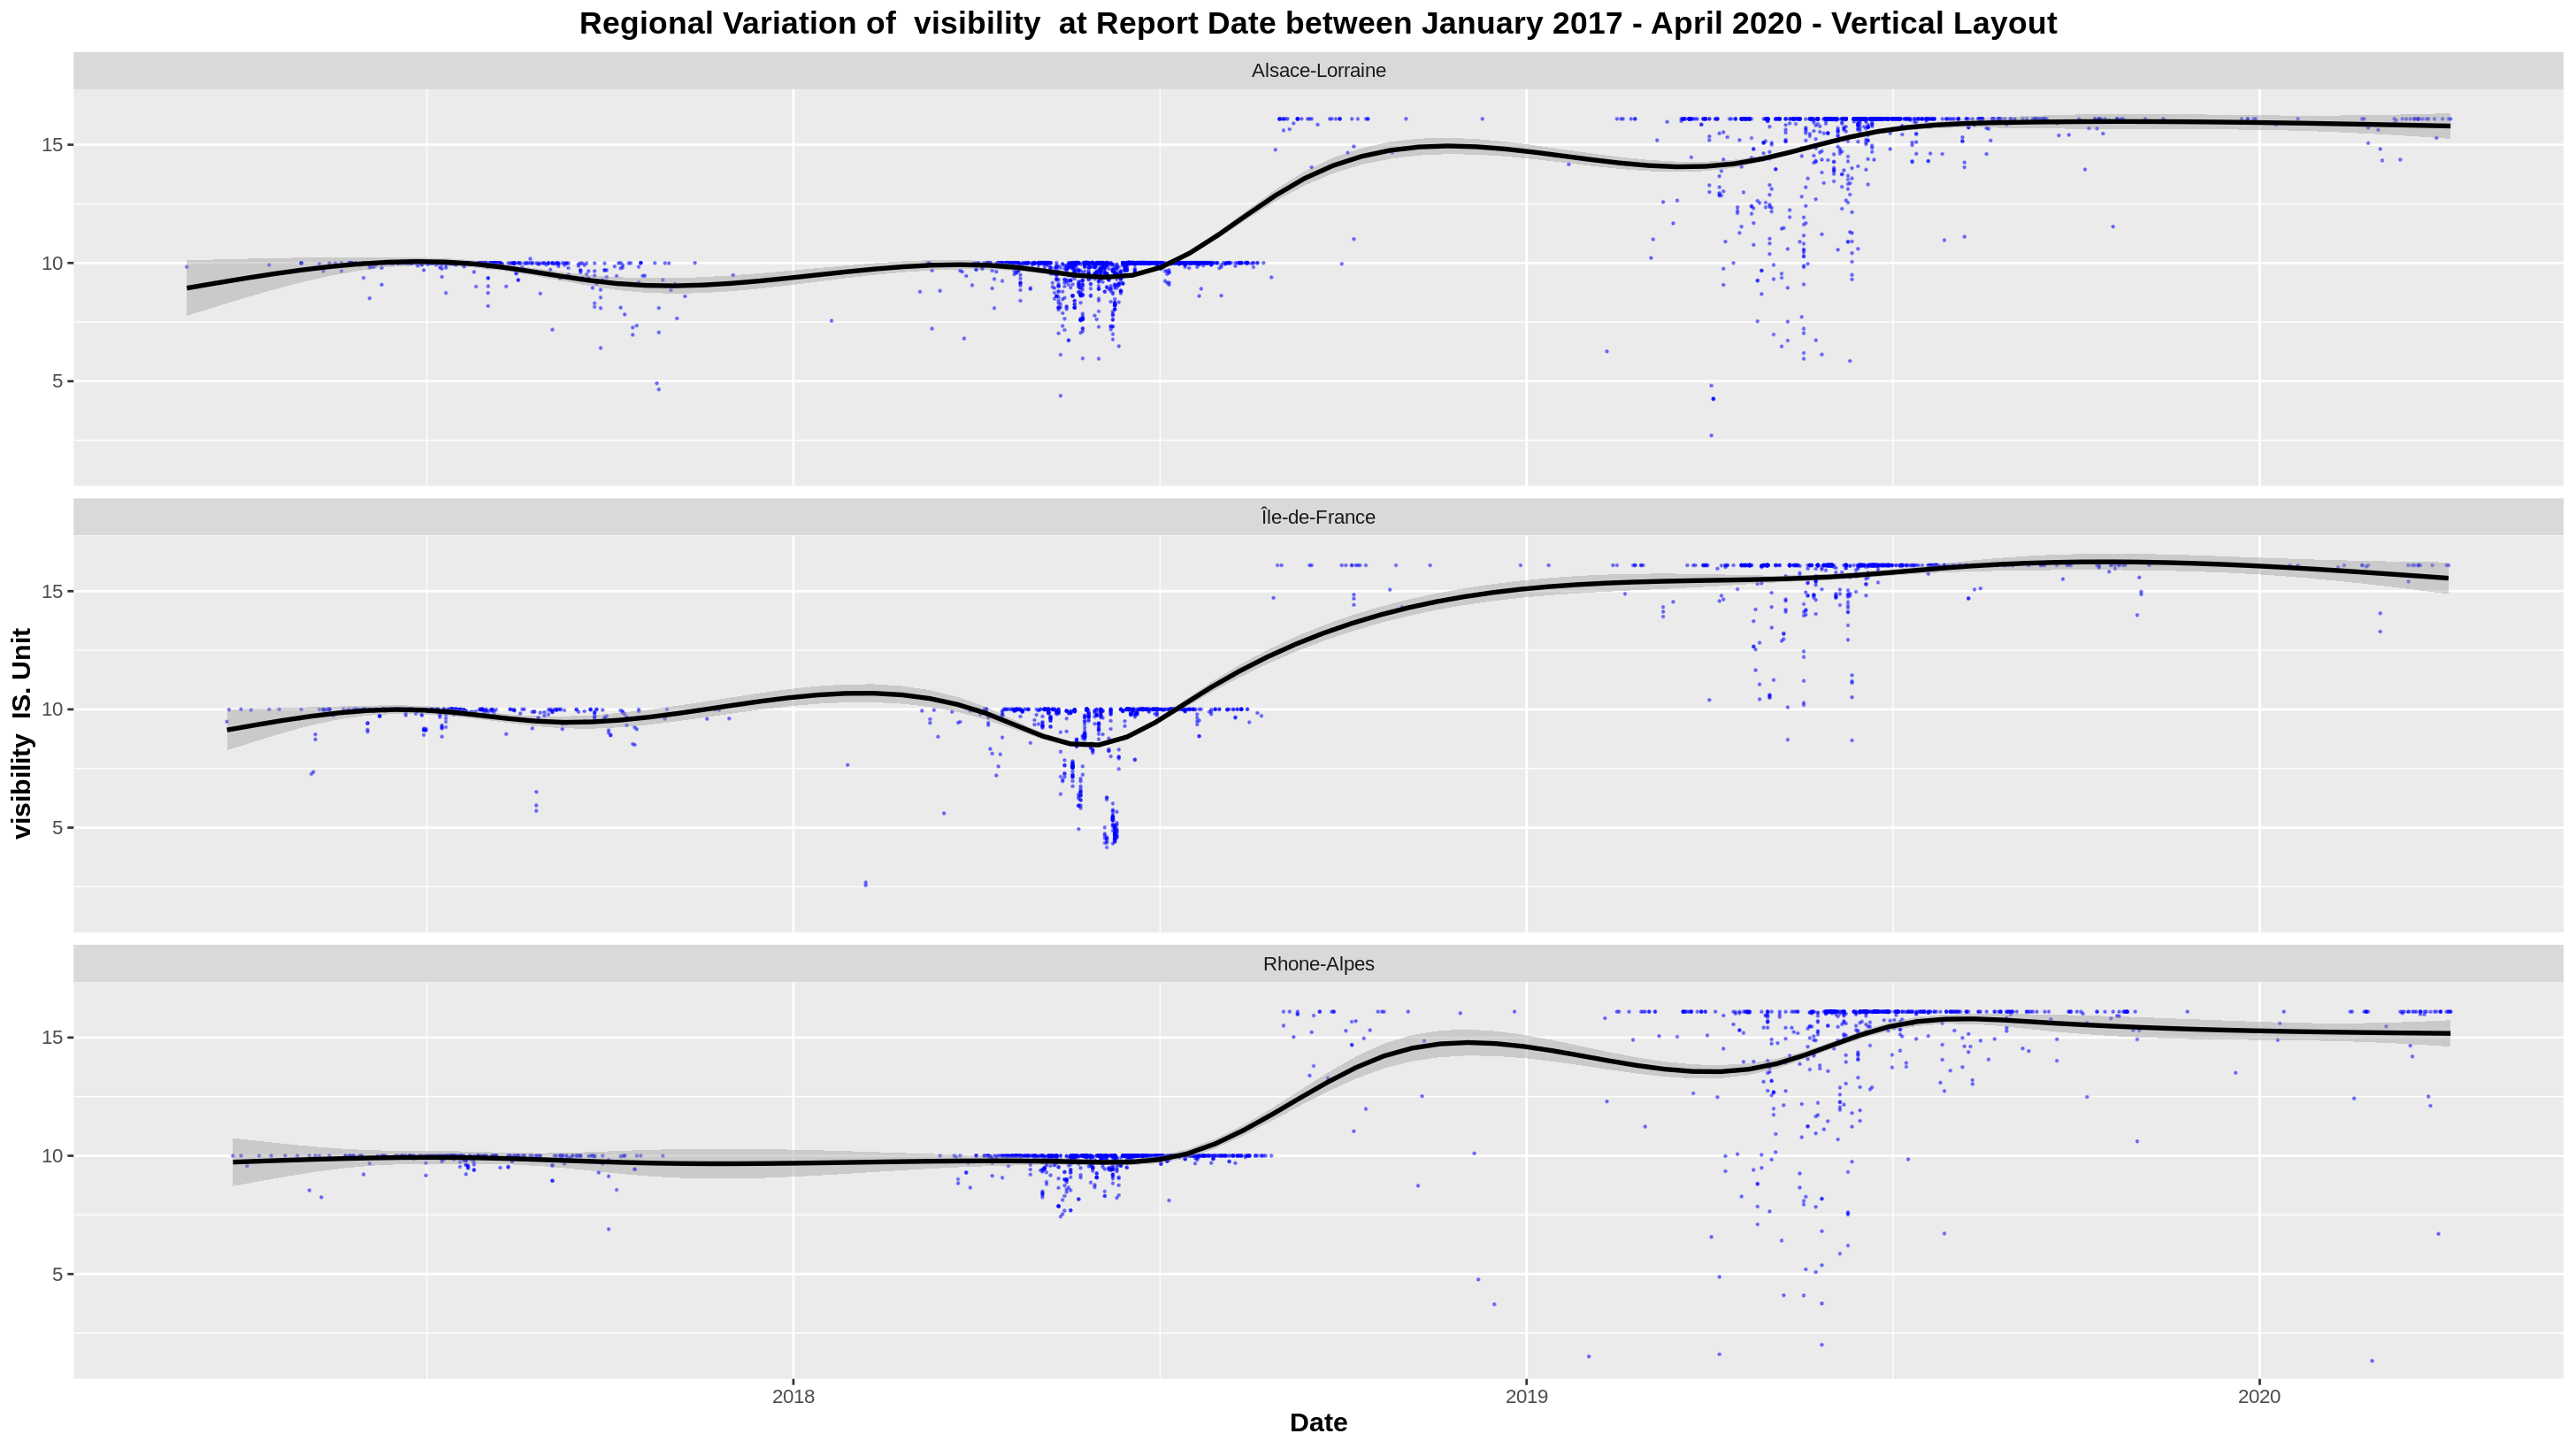 Regional Variation of  visibility  at Report Date between January 2017 - April 2020 - Vertical Layout
Alsace-Lorraine
15
10
5
Île-de-France
15
10
5
visibility  IS. Unit
Rhone-Alpes
15
10
5
2018
2019
2020
Date